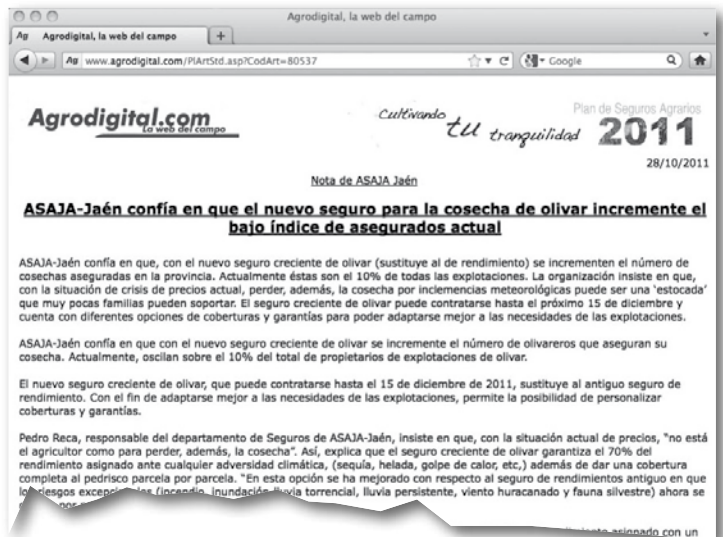 Agrodigital, la web del campo
Ag Agrodigital, la web del campo +
Ag www.agrodigital.com/PlArtStd.asp?CodArt=80537 Google
Agrodigital.com
La web del campo
Cultivando
tu tranquilidad
Plan de Seguros Agrarios
2011
28/10/2011
Nota de ASAJA Jaén
ASAJA-Jaén confía en que el nuevo seguro para la cosecha de olivar incremente el
bajo índice de asegurados actual
ASAJA-Jaén confía en que, con el nuevo seguro creciente de olivar (sustituye al de rendimiento) se incrementen el número de
cosechas aseguradas en la provincia. Actualmente éstas son el 10% de todas las explotaciones. La organización insiste en que,
con la situación de crisis de precios actual, perder, además, la cosecha por inclemencias meteorológicas puede ser una 'estocada'
que muy pocas familias pueden soportar. El seguro creciente de olivar puede contratarse hasta el próximo 15 de diciembre y
cuenta con diferentes opciones de coberturas y garantías para poder adaptarse mejor a las necesidades de las explotaciones.
ASAJA-Jaén confía en que con el nuevo seguro creciente de olivar se incremente el número de olivareros que aseguran su
cosecha. Actualmente, oscilan sobre el 10% del total de propietarios de explotaciones de olivar.
El nuevo seguro creciente de olivar, que puede contratarse hasta el 15 de diciembre de 2011, sustituye al antiguo seguro de
rendimiento. Con el fin de adaptarse mejor a las necesidades de las explotaciones, permite la posibilidad de personalizar
coberturas y garantías.
Pedro Reca, responsable del departamento de Seguros de ASAJA-Jaén, insiste en que, con la situación actual de precios, "no está
el agricultor como para perder, además, la cosecha". Así, explica que el seguro creciente de olivar garantiza el 70% del
rendimiento asignado ante cualquier adversidad climática, (sequía, helada, golpe de calor, etc,) además de dar una cobertura
completa al pedrisco parcela por parcela. "En esta opción se ha mejorado con respecto al seguro de rendimientos antiguo en que
los riesgos excepcionales (incendio, inundación lluvia torrencial, lluvia persistente, viento huracanado y fauna silvestre) ahora se
por
asignado con un